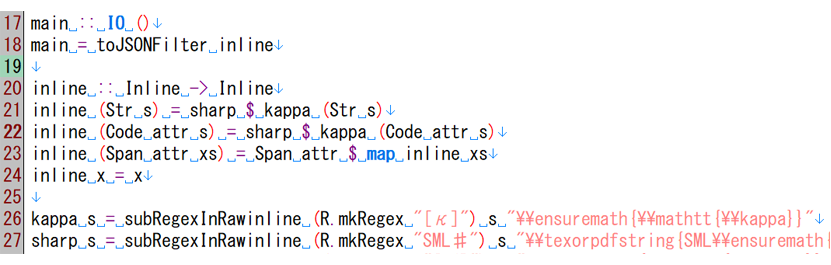 17 main :: IO ()
18 main = toJSONFilter inline
19
20 inline :: Inline -> Inline
21 inline (Str s) = sharp $ kappa (Str s)
22 inline (Code attr s) = sharp $ kappa (Code attr s)
23 inline (Span attr xs) = Span attr $ map inline xs
24 inline x = x
25
26 kappa s = subRegexInRawinline (R.mkRegex "[κ]") s "¥¥ensuremath{¥¥mathtt{¥¥kappa}}"
27 sharp s = subRegexInRawinline (R.mkRegex "SML♯") s "¥¥texorpdfstring{SML¥¥ensuremath{